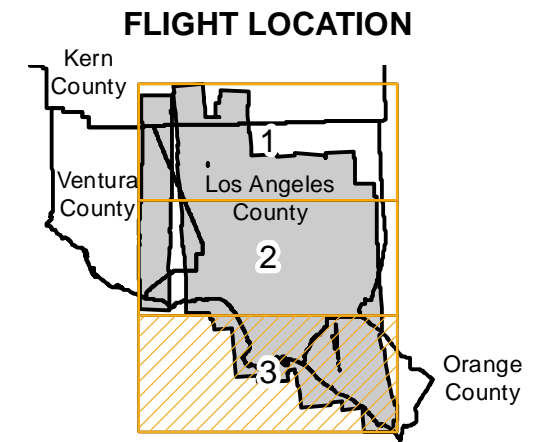 FLIGHT LOCATION
Kern
County
1
Ventura
County
Los Angeles
County
2
3
Orange
County